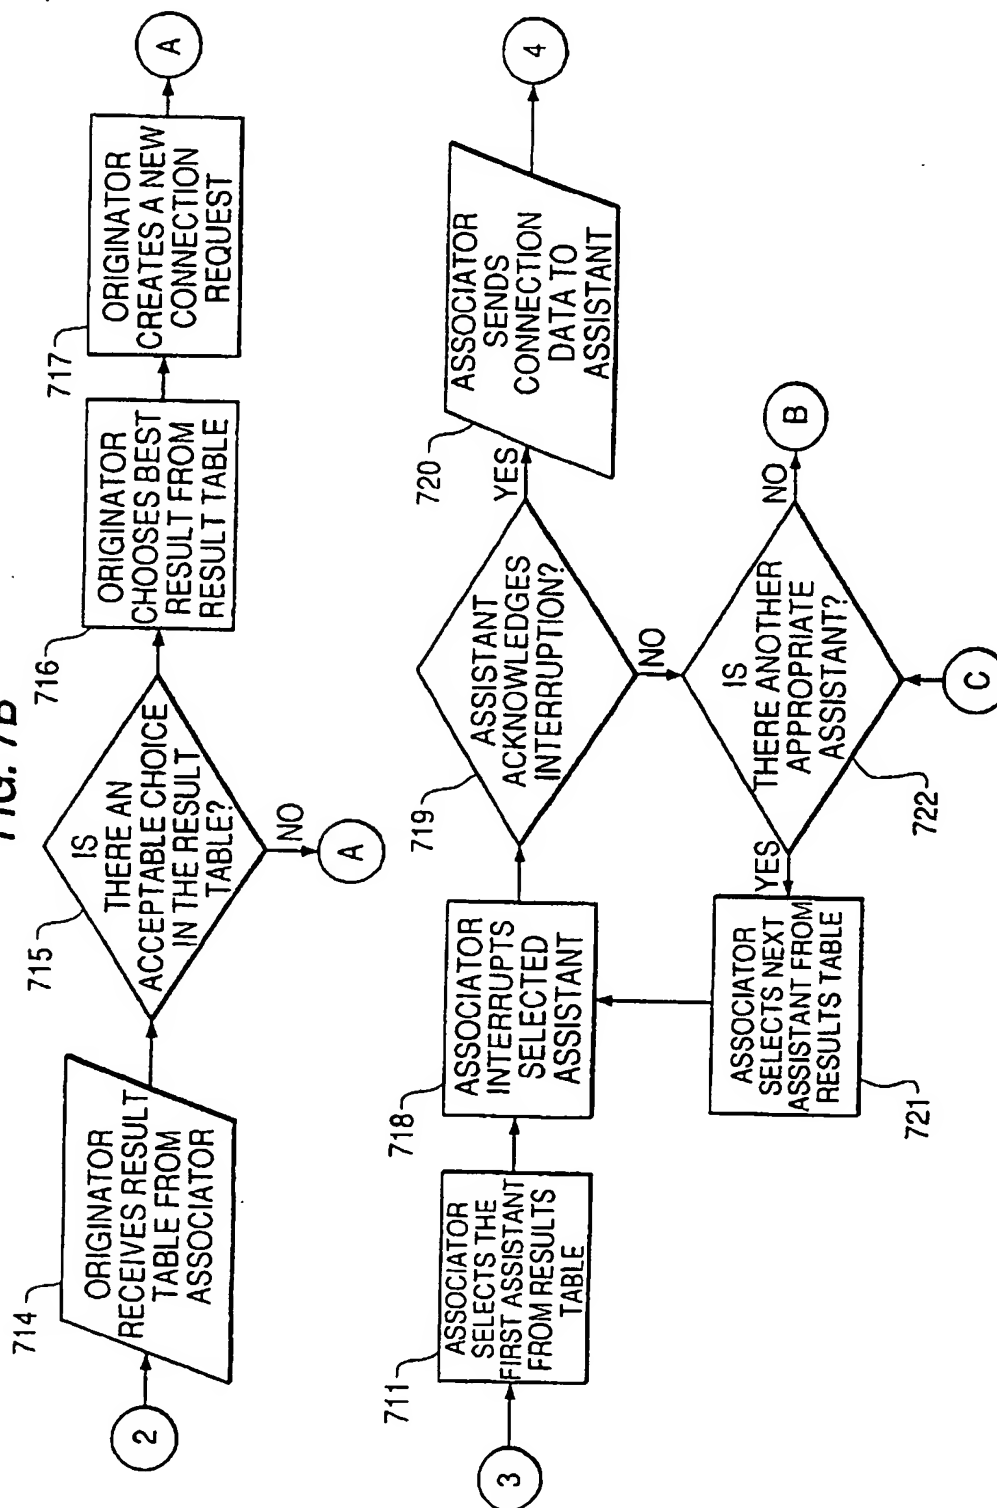 FIG. 7B
2
714
ORIGINATOR
RECEIVES RESULT
TABLE FROM
ASSOCIATOR
715
IS
THERE AN
ACCEPTABLE CHOICE
IN THE RESULT
TABLE?
NO
A
716
ORIGINATOR
CHOOSES BEST
RESULT FROM
RESULT TABLE
717
ORIGINATOR
CREATES A NEW
CONNECTION
REQUEST
A
3
711
ASSOCIATOR
SELECTS THE
FIRST ASSISTANT
FROM RESULTS
TABLE
718
ASSOCIATOR
INTERRUPTS
SELECTED
ASSISTANT
719
ASSISTANT
ACKNOWLEDGES
INTERRUPTION?
YES
NO
720
ASSOCIATOR
SENDS
CONNECTION
DATA TO
ASSISTANT
4
721
ASSOCIATOR
SELECTS NEXT
ASSISTANT FROM
RESULTS TABLE
YES
722
IS
THERE ANOTHER
APPROPRIATE
ASSISTANT?
NO
B
C